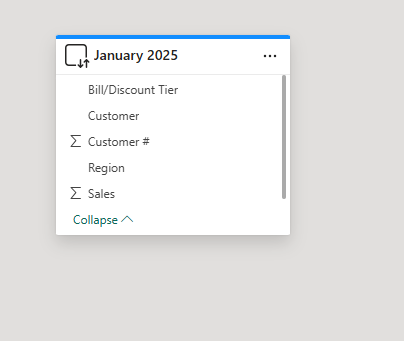 January 2025
Bill/Discount Tier
Customer
∑ Customer #
Region
∑ Sales
Collapse